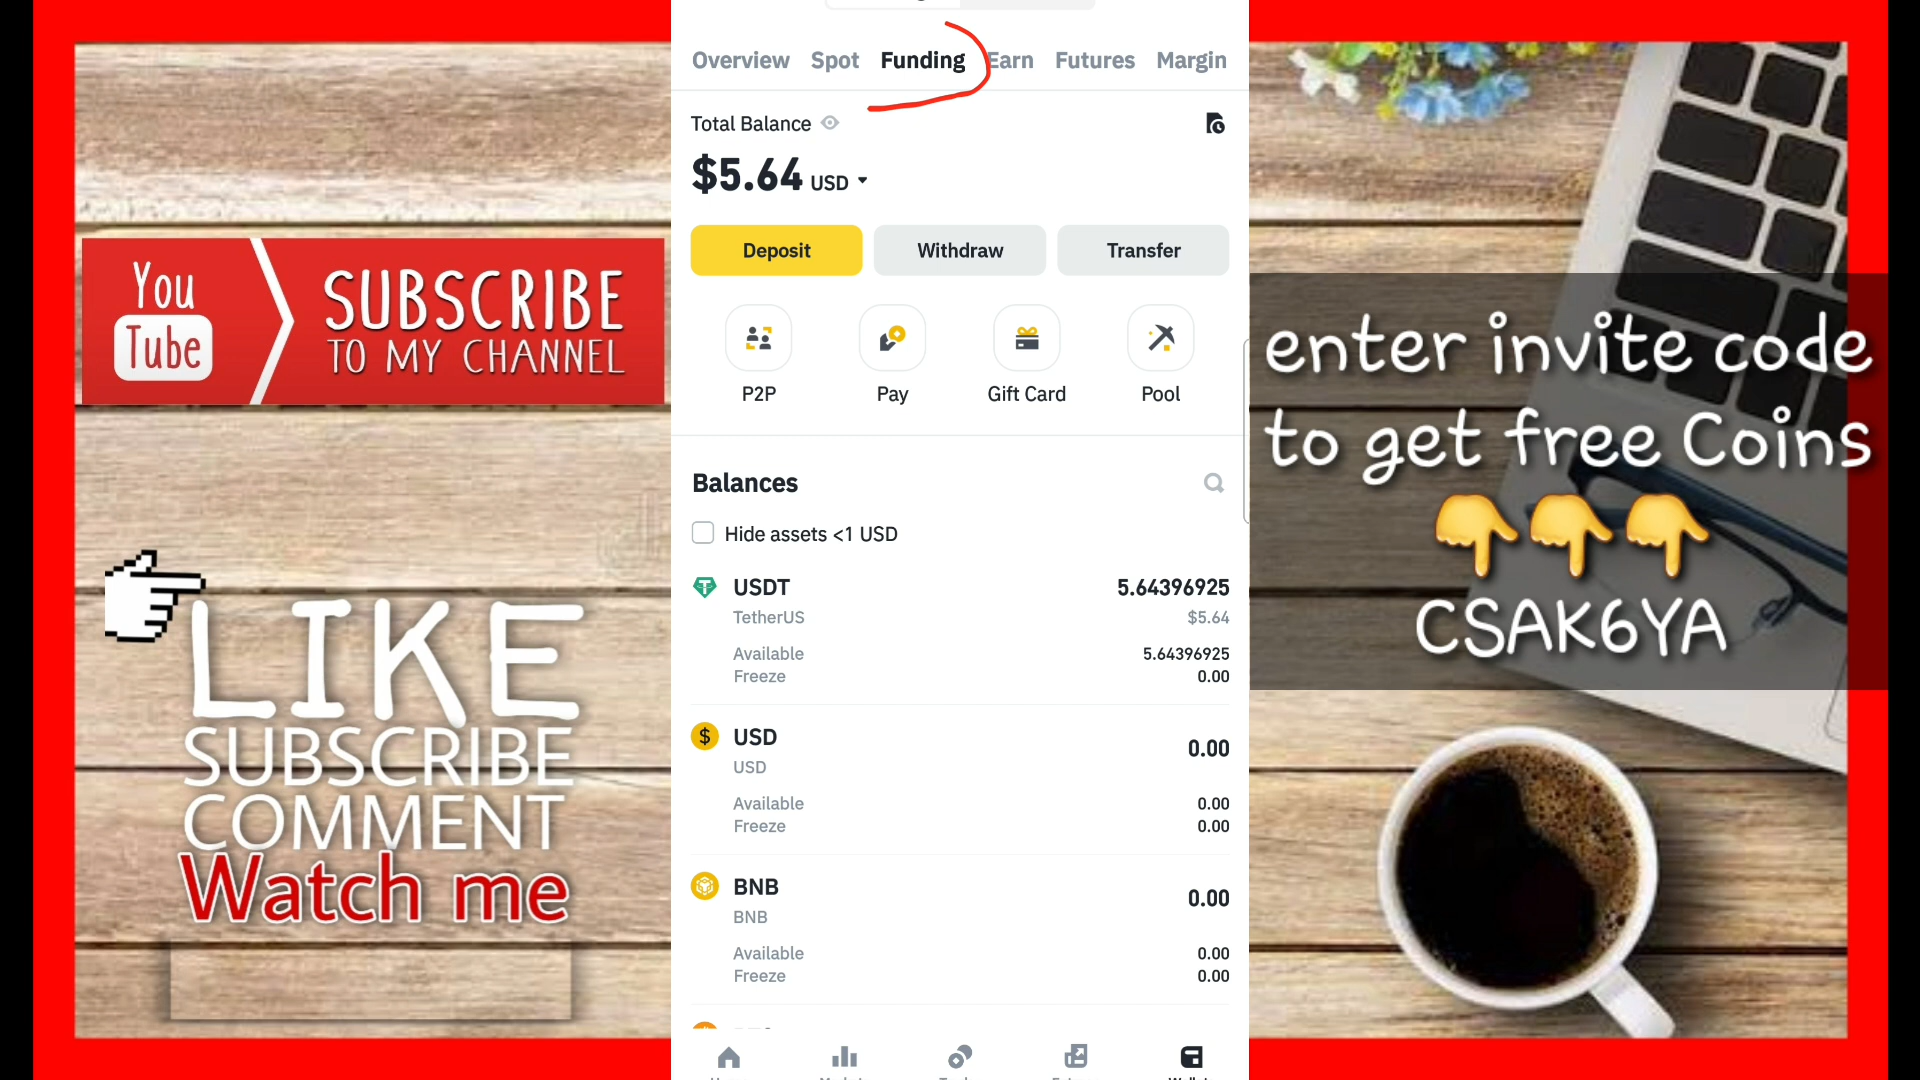 You
Tube
SUBSCRIBE
TO MY CHANNEL
LIKE
SUBSCRIBE
COMMENT
Watch me
Overview Spot Funding Earn Futures Margin
Total Balance
$5.64 USD
Deposit Withdraw Transfer
P2P Pay Gift Card Pool
Balances
Hide assets <1 USD
USDT 5.64396925
TetherUS $5.64
Available 5.64396925
Freeze 0.00
$ USD 0.00
USD
Available 0.00
Freeze 0.00
BNB 0.00
BNB
Available 0.00
Freeze 0.00
enter invite code
to get free Coins
👇👇👇
CSAK6YA